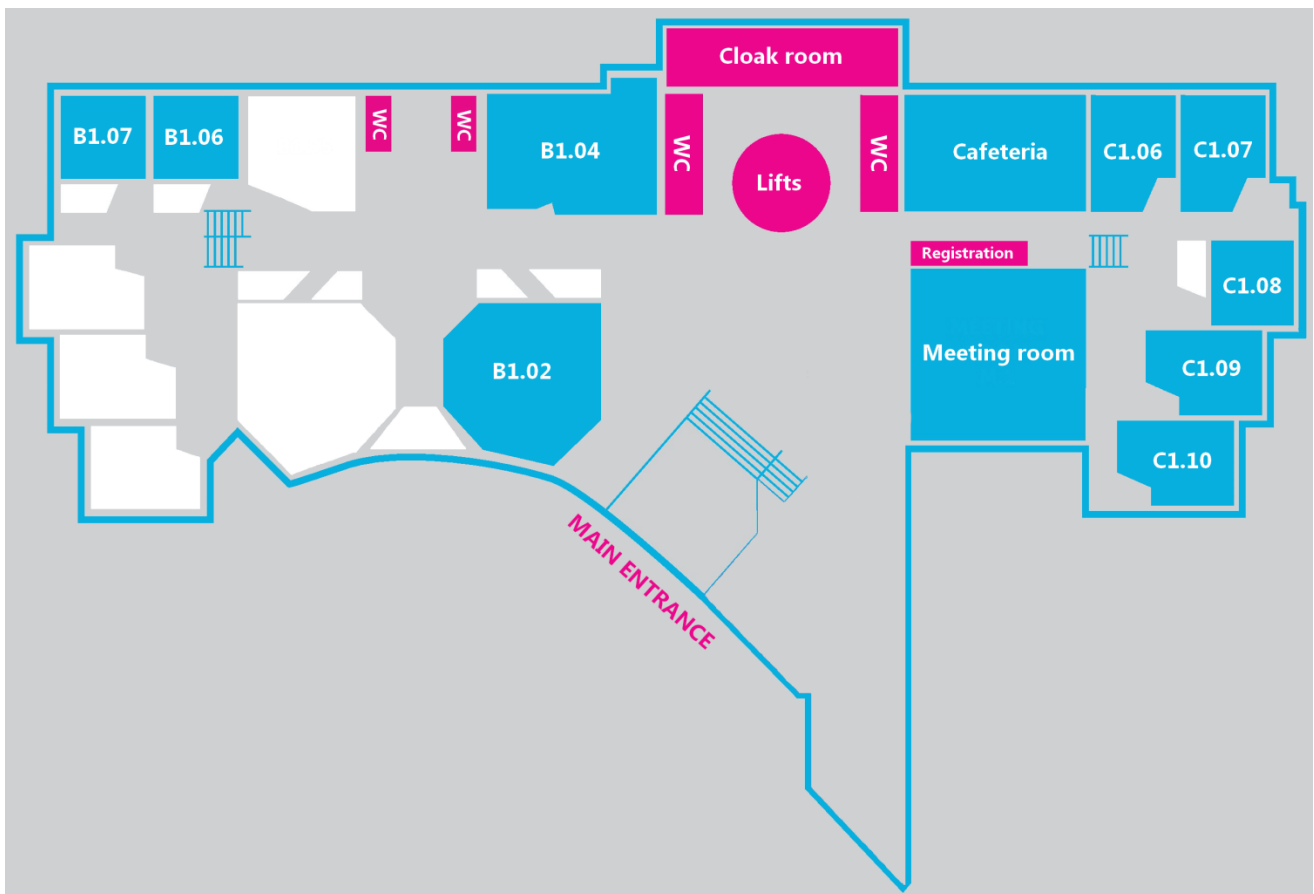 Cloak room
B1.07
B1.06
WC
WC
B1.04
WC
Lifts
WC
Cafeteria
C1.06
C1.07
Registration
C1.08
B1.02
Meeting room
C1.09
C1.10
MAIN ENTRANCE